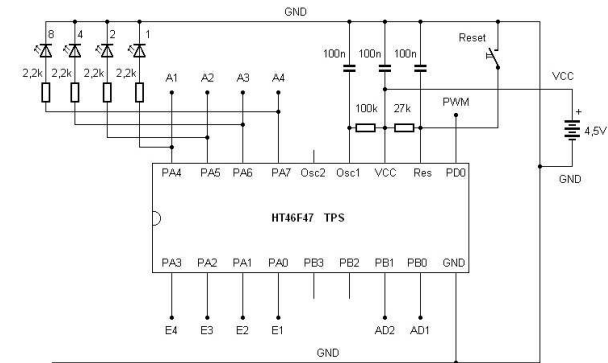 GND
8 4 2 1
Reset
100n 100n 100n
2,2k 2,2k 2,2k 2,2k
A1 A2 A3 A4
VCC
100k 27k
PWM
+
4,5V
PA4 PA5 PA6 PA7 Osc2 Osc1 VCC Res PD0
GND
HT46F47 TPS
PA3 PA2 PA1 PA0 PB3 PB2 PB1 PB0 GND
E4 E3 E2 E1 AD2 AD1
GND